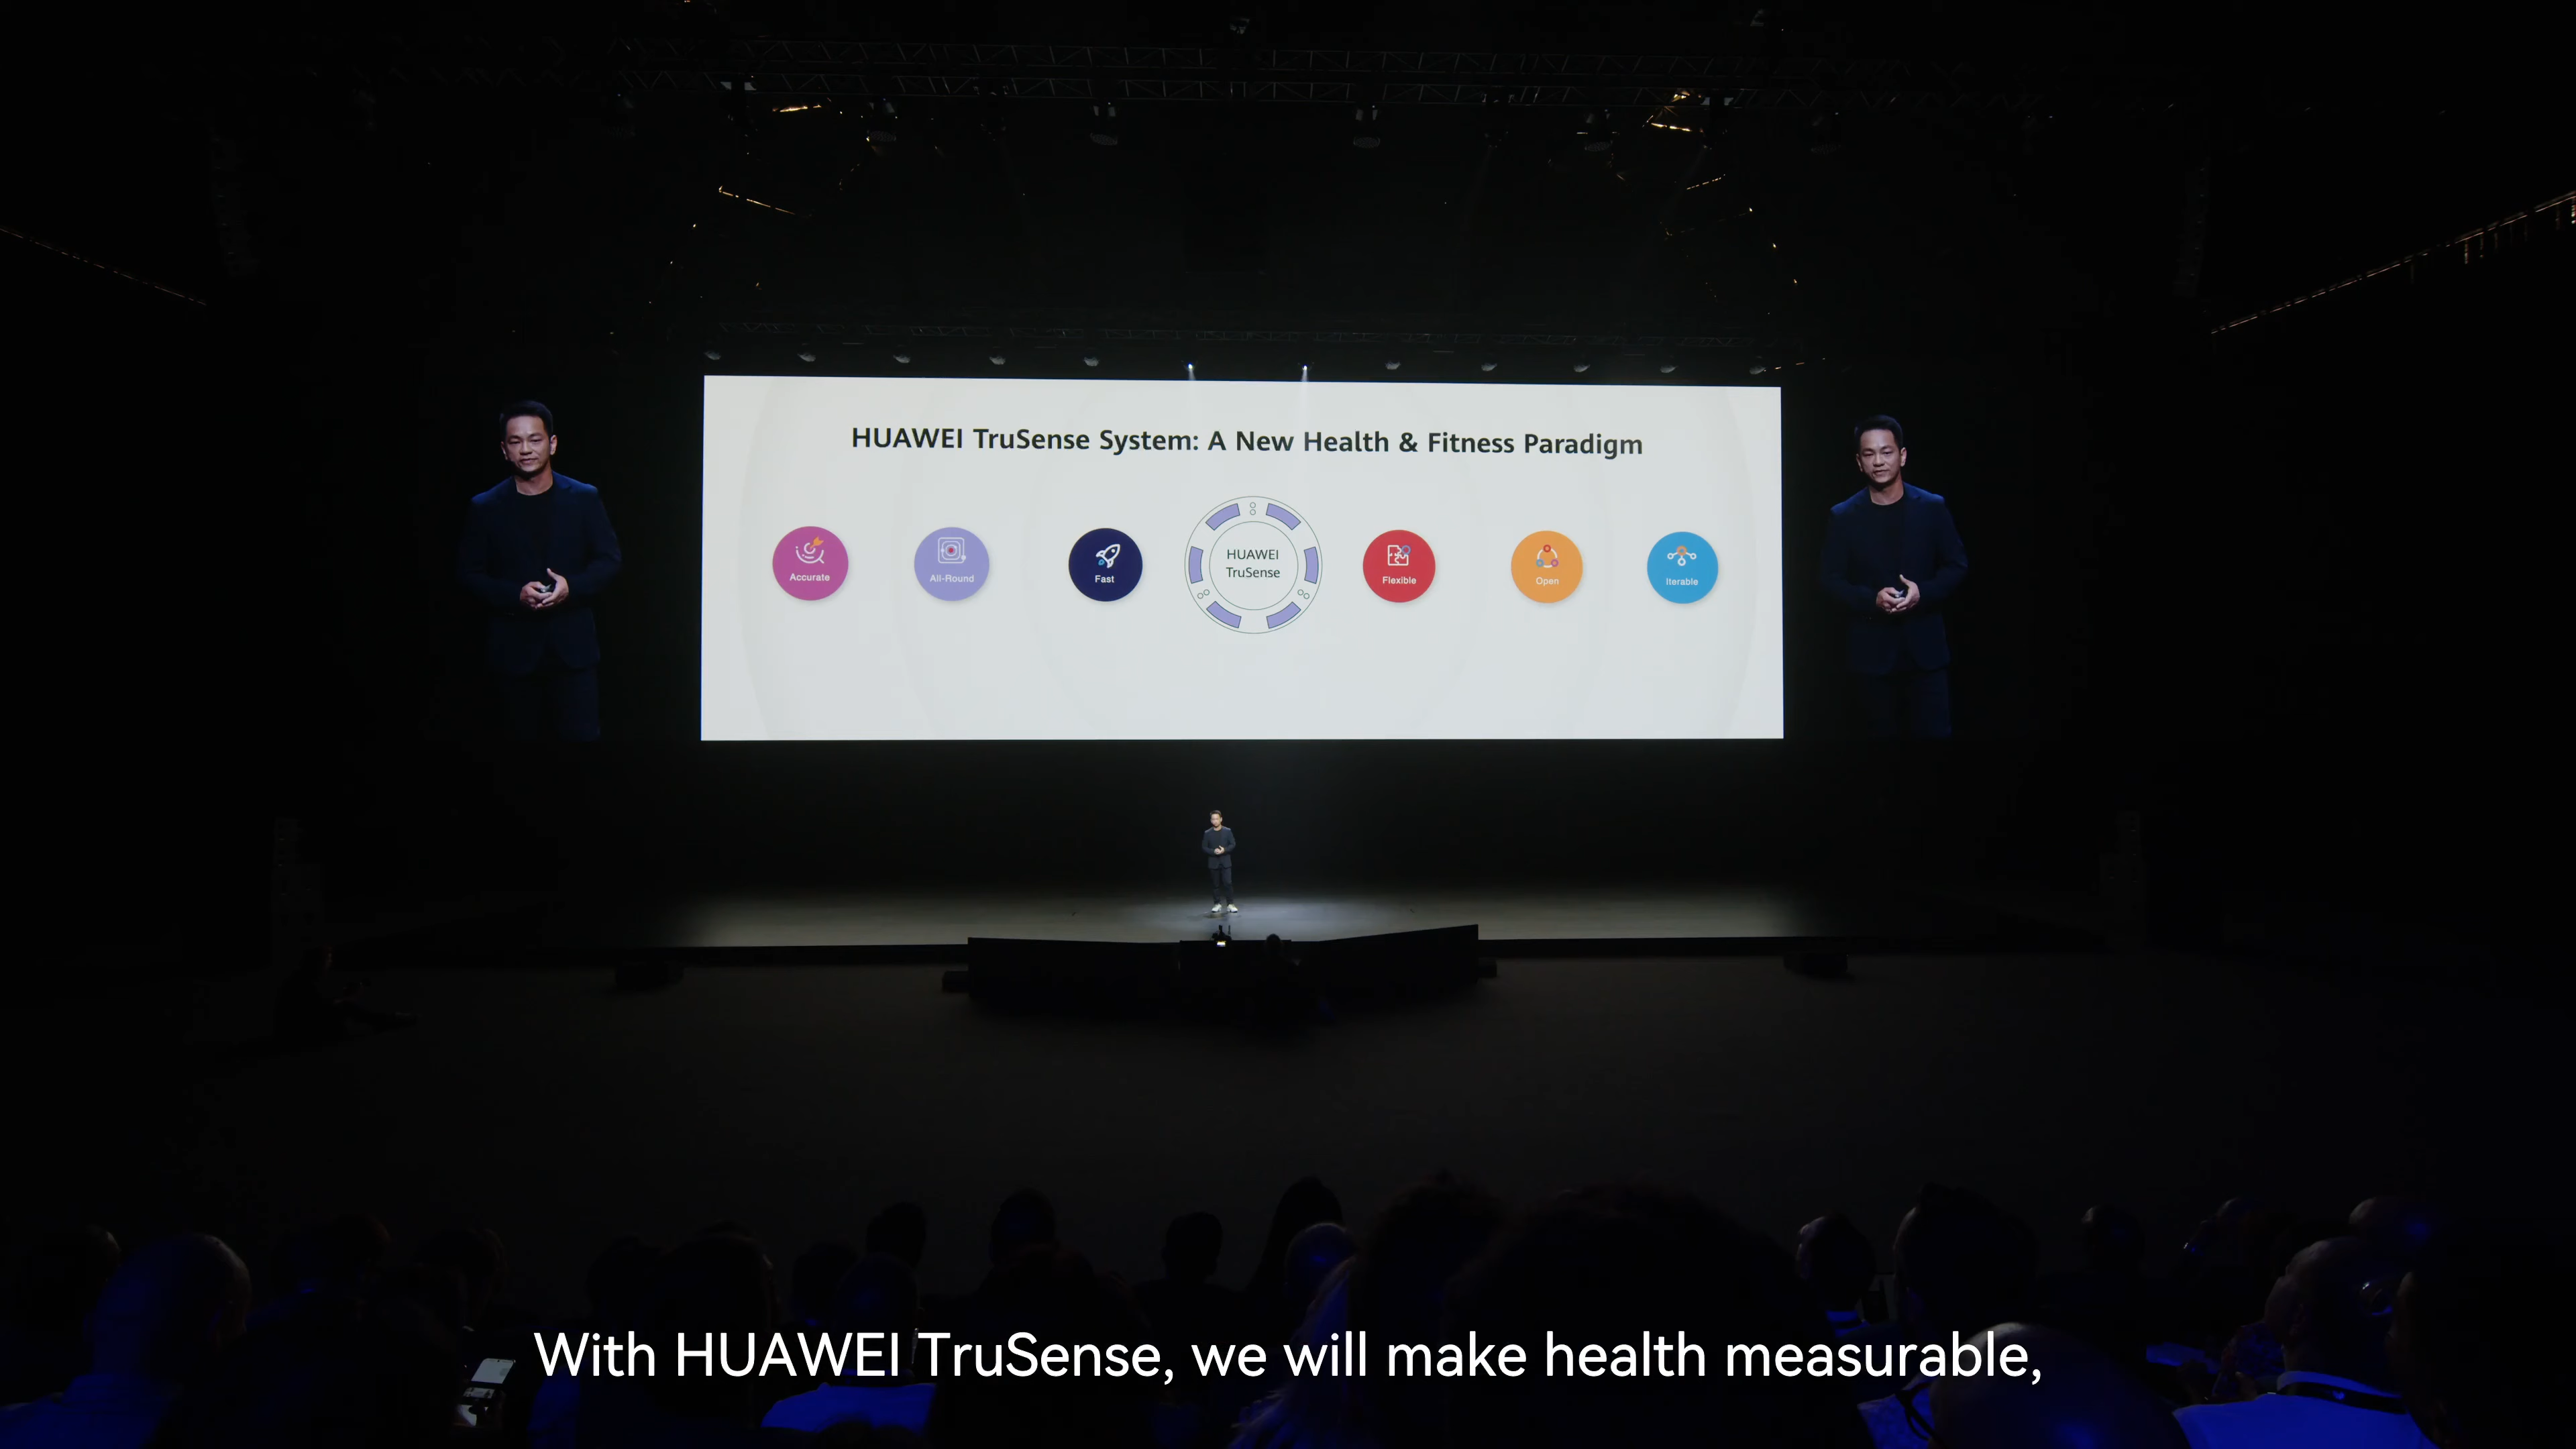 HUAWEI TruSense System: A New Health & Fitness Paradigm
Accurate
All-Round
Fast
HUAWEI
TruSense
Flexible
Open
Iterable
With HUAWEI TruSense, we will make health measurable,